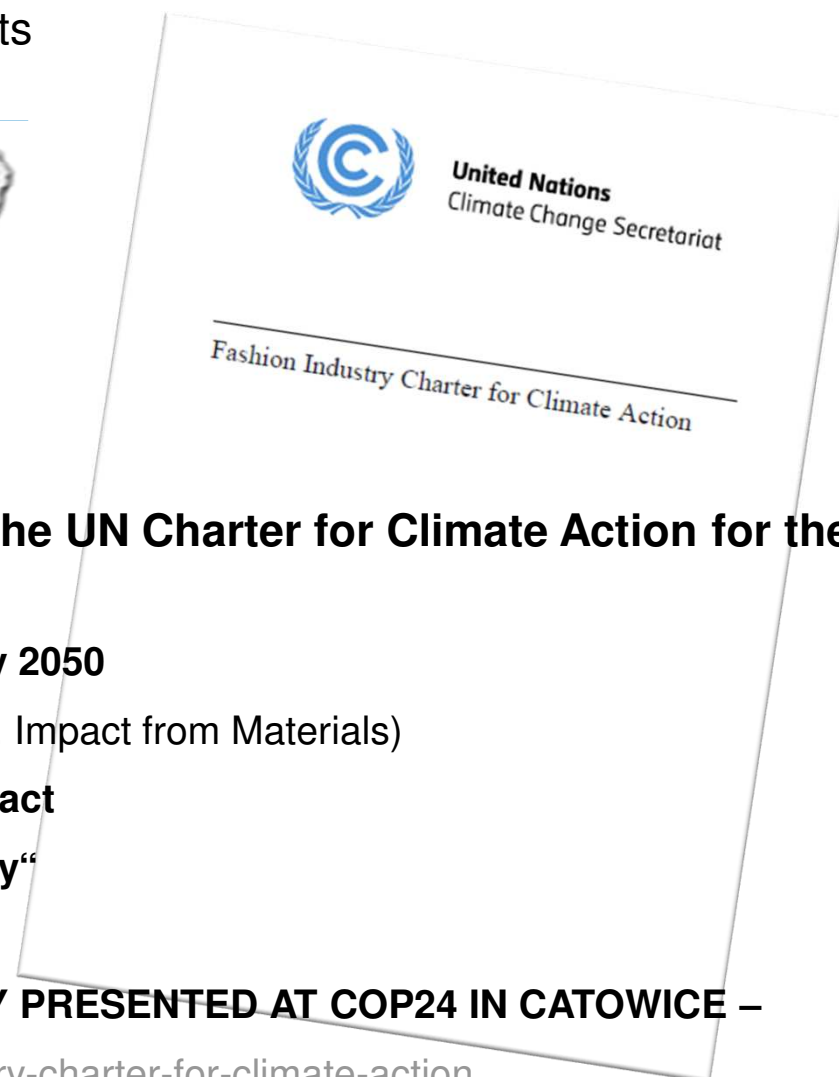 ts
United Nations
Climate Change Secretariat
Fashion Industry Charter for Climate Action
he UN Charter for Climate Action for the
y 2050
Impact from Materials)
act
y“
Y PRESENTED AT COP24 IN CATOWICE –
ry-charter-for-climate-action